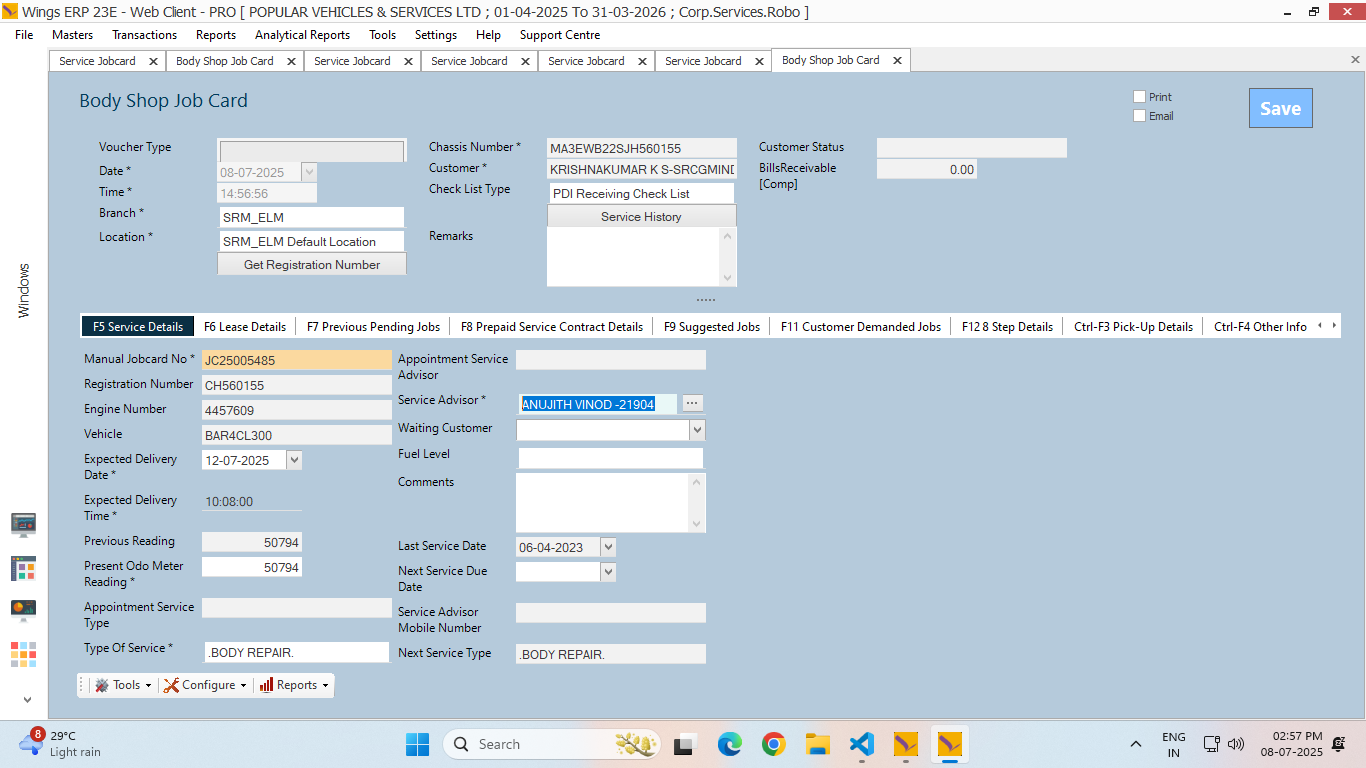 Wings ERP 23E - Web Client - PRO [ POPULAR VEHICLES & SERVICES LTD ; 01-04-2025 To 31-03-2026 ; Corp.Services.Robo ]
File Masters Transactions Reports Analytical Reports Tools Settings Help Support Centre
Service Jobcard Body Shop Job Card Service Jobcard Service Jobcard Service Jobcard Service Jobcard Body Shop Job Card
Body Shop Job Card
Print
Email
Save
Voucher Type
Date * 08-07-2025
Time * 14:56:56
Branch * SRM_ELM
Location * SRM_ELM Default Location
Get Registration Number
Chassis Number * MA3EWB22SJH560155
Customer * KRISHNAKUMAR K S-SRCGMIND
Check List Type PDI Receiving Check List
Service History
Remarks
Customer Status
BillsReceivable 0.00
[Comp]
Windows
F5 Service Details F6 Lease Details F7 Previous Pending Jobs F8 Prepaid Service Contract Details F9 Suggested Jobs F11 Customer Demanded Jobs F12 8 Step Details Ctrl-F3 Pick-Up Details Ctrl-F4 Other Info
Manual Jobcard No * JC25005485
Registration Number CH560155
Engine Number 4457609
Vehicle BAR4CL300
Expected Delivery
Date * 12-07-2025
Expected Delivery
Time * 10:08:00
Previous Reading 50794
Present Odo Meter
Reading * 50794
Appointment Service
Type
Type Of Service * .BODY REPAIR.
Appointment Service
Advisor
Service Advisor * ANUJITH VINOD -21904
Waiting Customer
Fuel Level
Comments
Last Service Date 06-04-2023
Next Service Due
Date
Service Advisor
Mobile Number
Next Service Type .BODY REPAIR.
Tools Configure Reports
8
29°C
Light rain
Search
ENG
IN
02:57 PM
08-07-2025